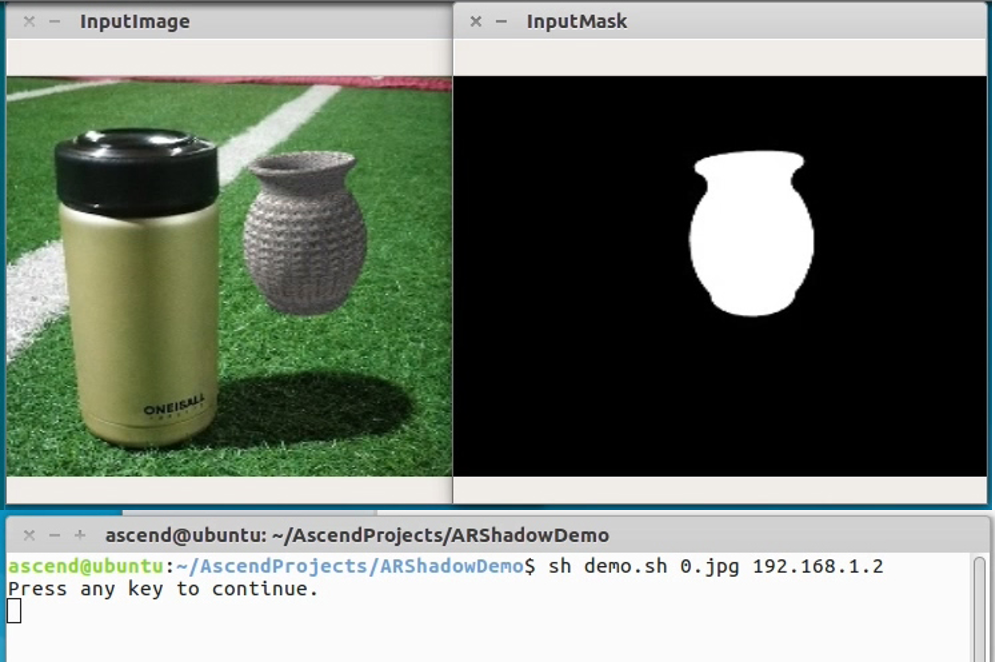 InputImage
InputMask
ONEISALL
ascend@ubuntu: ~/AscendProjects/ARShadowDemo
ascend@ubuntu:~/AscendProjects/ARShadowDemo$ sh demo.sh 0.jpg 192.168.1.2
Press any key to continue.